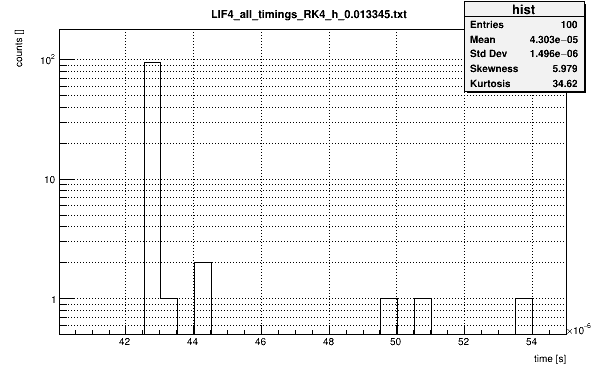 LIF4_all_timings_RK4_h_0.013345.txt
hist
Entries 100
Mean 4.303e−05
Std Dev 1.496e−06
Skewness 5.979
Kurtosis 34.62
counts []
10²
10
1
42 44 46 48 50 52 54
×10⁻⁶
time [s]